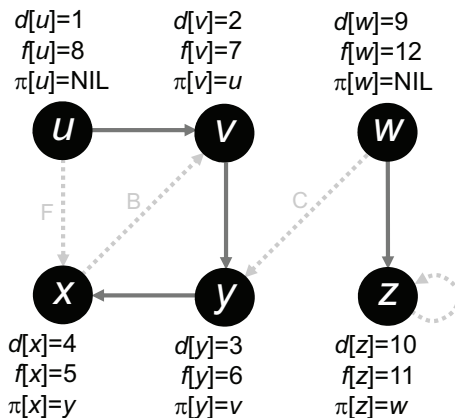 d[u]=1
f[u]=8
π[u]=NIL
d[v]=2
f[v]=7
π[v]=u
d[w]=9
f[w]=12
π[w]=NIL
u
v
w
F
B
C
x
y
z
d[x]=4
f[x]=5
π[x]=y
d[y]=3
f[y]=6
π[y]=v
d[z]=10
f[z]=11
π[z]=w